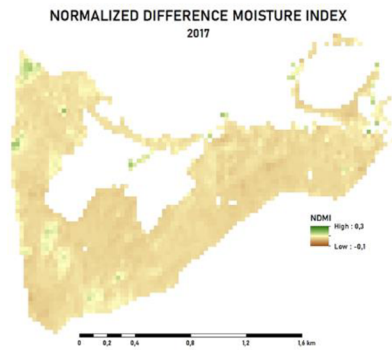 NORMALIZED DIFFERENCE MOISTURE INDEX
2017
NDMI
High : 0,3
Low : -0,1
0 0,2 0,4 0,8 1,2 1,6 km